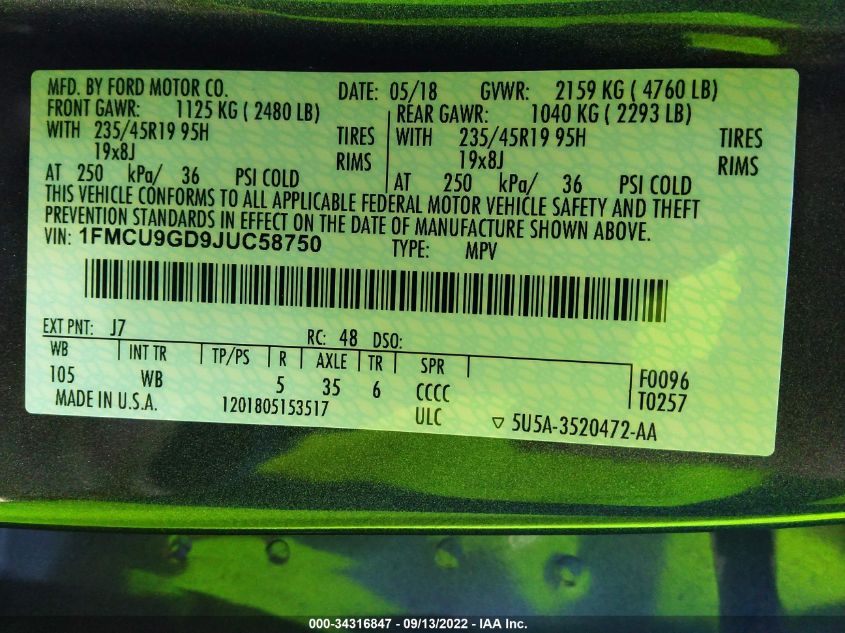 MFD. BY FORD MOTOR CO. DATE: 05/18 GVWR: 2159 KG ( 4760 LB)
FRONT GAWR: 1125 KG ( 2480 LB) REAR GAWR: 1040 KG ( 2293 LB)
WITH 235/45R19 95H TIRES WITH 235/45R19 95H TIRES
19x8J RIMS 19x8J RIMS
AT 250 kPa/ 36 PSI COLD AT 250 kPa/ 36 PSI COLD
THIS VEHICLE CONFORMS TO ALL APPLICABLE FEDERAL MOTOR VEHICLE SAFETY AND THEFT
PREVENTION STANDARDS IN EFFECT ON THE DATE OF MANUFACTURE SHOWN ABOVE.
VIN: 1FMCU9GD9JUC58750 TYPE: MPV
EXT PNT: J7 RC: 48 DSO:
WB INT TR TP/PS R AXLE TR SPR F0096
105 WB 5 35 6 CCCC T0257
MADE IN U.S.A. 1201805153517 ULC ▽ 5U5A-3520472-AA
000-34316847 - 09/13/2022 - IAA Inc.